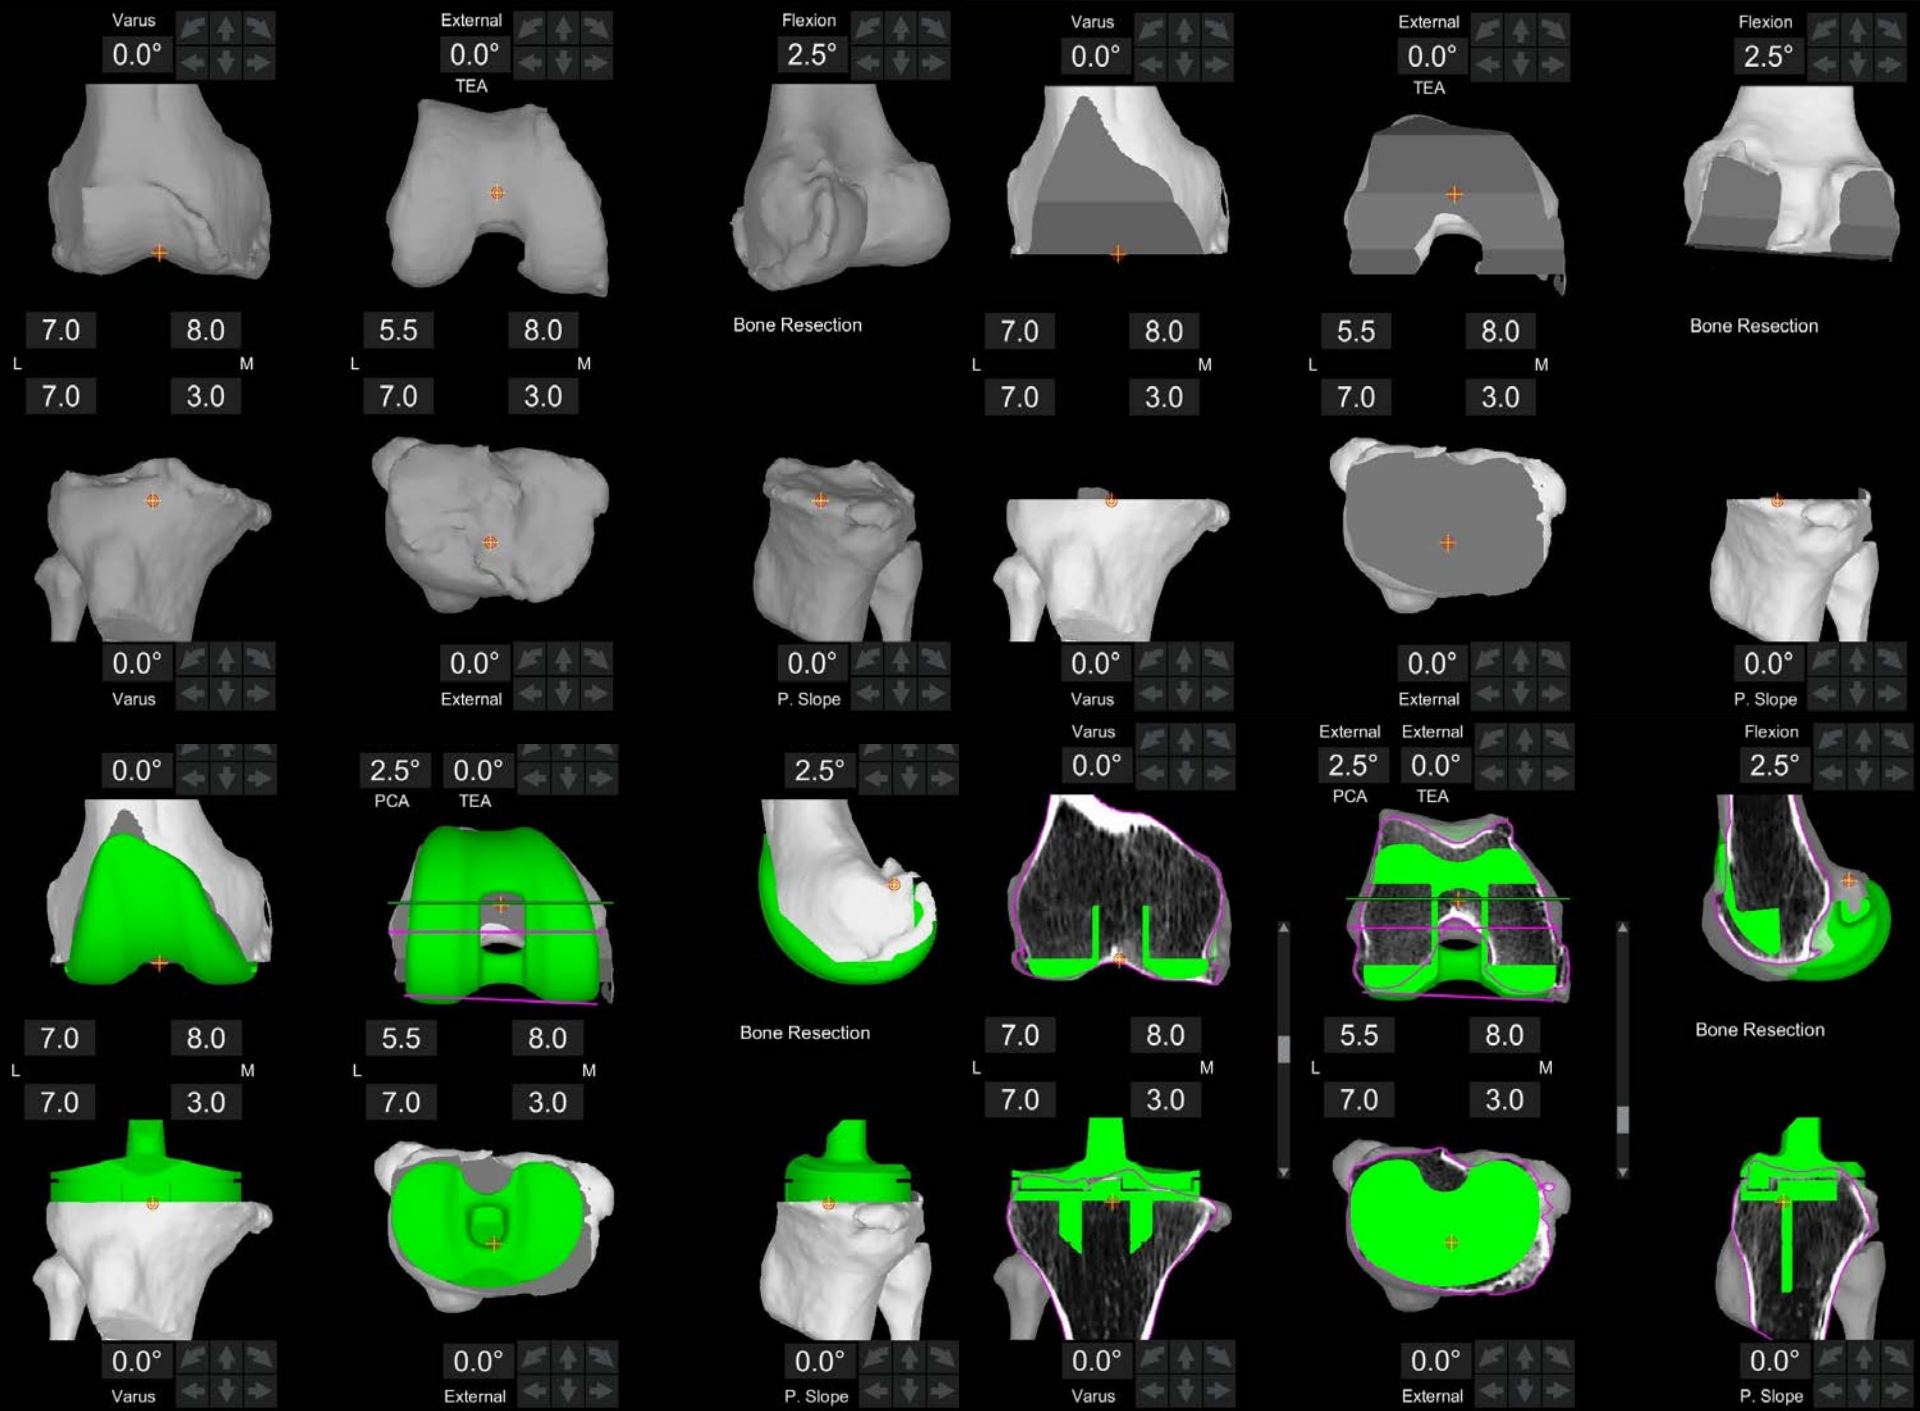 Varus External Flexion Varus External Flexion
0.0° 0.0° 2.5° 0.0° 0.0° 2.5°
TEA TEA
7.0 8.0 5.5 8.0 Bone Resection 7.0 8.0 5.5 8.0 Bone Resection
L M L M L M L M
7.0 3.0 7.0 3.0 7.0 3.0 7.0 3.0
0.0° 0.0° 0.0° 0.0° 0.0° 0.0°
Varus External P. Slope Varus External P. Slope
Varus External External Flexion
0.0° 2.5° 0.0° 2.5° 0.0° 2.5° 0.0° 2.5°
PCA TEA PCA TEA
7.0 8.0 5.5 8.0 Bone Resection 7.0 8.0 5.5 8.0 Bone Resection
L M L M L M L M
7.0 3.0 7.0 3.0 7.0 3.0 7.0 3.0
0.0° 0.0° 0.0° 0.0° 0.0° 0.0°
Varus External P. Slope Varus External P. Slope